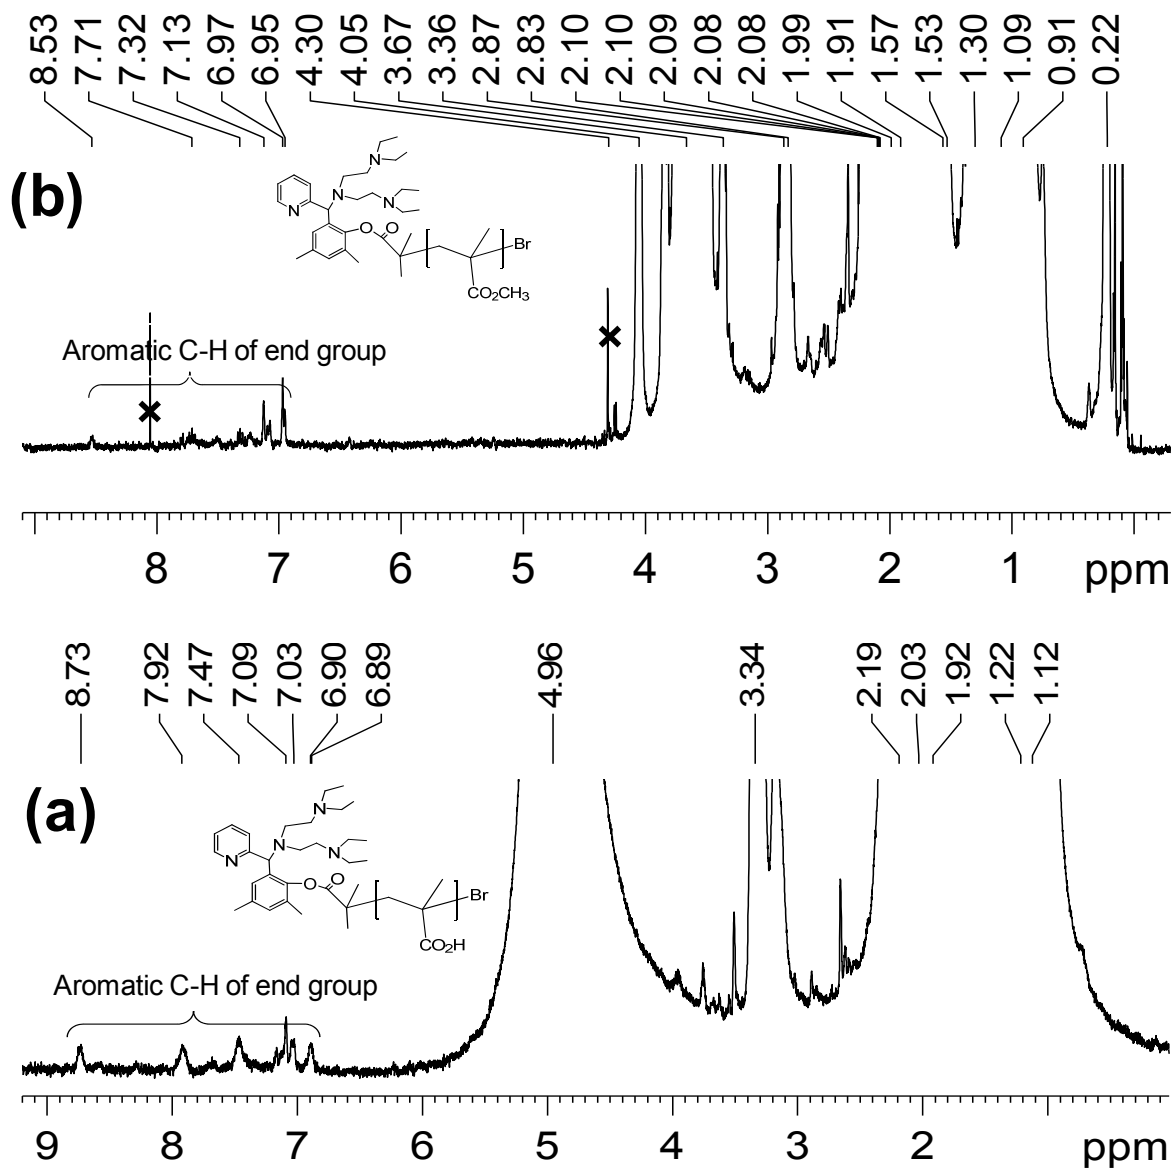 8.53 7.71 7.32 7.13 6.97 6.95 4.30 4.05 3.67 3.36 2.87 2.83 2.10 2.10 2.09 2.08 2.08 1.99 1.91 1.57 1.53 1.30 1.09 0.91 0.22
(b)
N
N
N
N
O
O
Br
CO2CH3
Aromatic C-H of end group
8 7 6 5 4 3 2 1 ppm
8.73 7.92 7.47 7.09 7.03 6.90 6.89 4.96 3.34 2.19 2.03 1.92 1.22 1.12
(a)
N
N
N
N
O
O
Br
CO2H
Aromatic C-H of end group
9 8 7 6 5 4 3 2 ppm